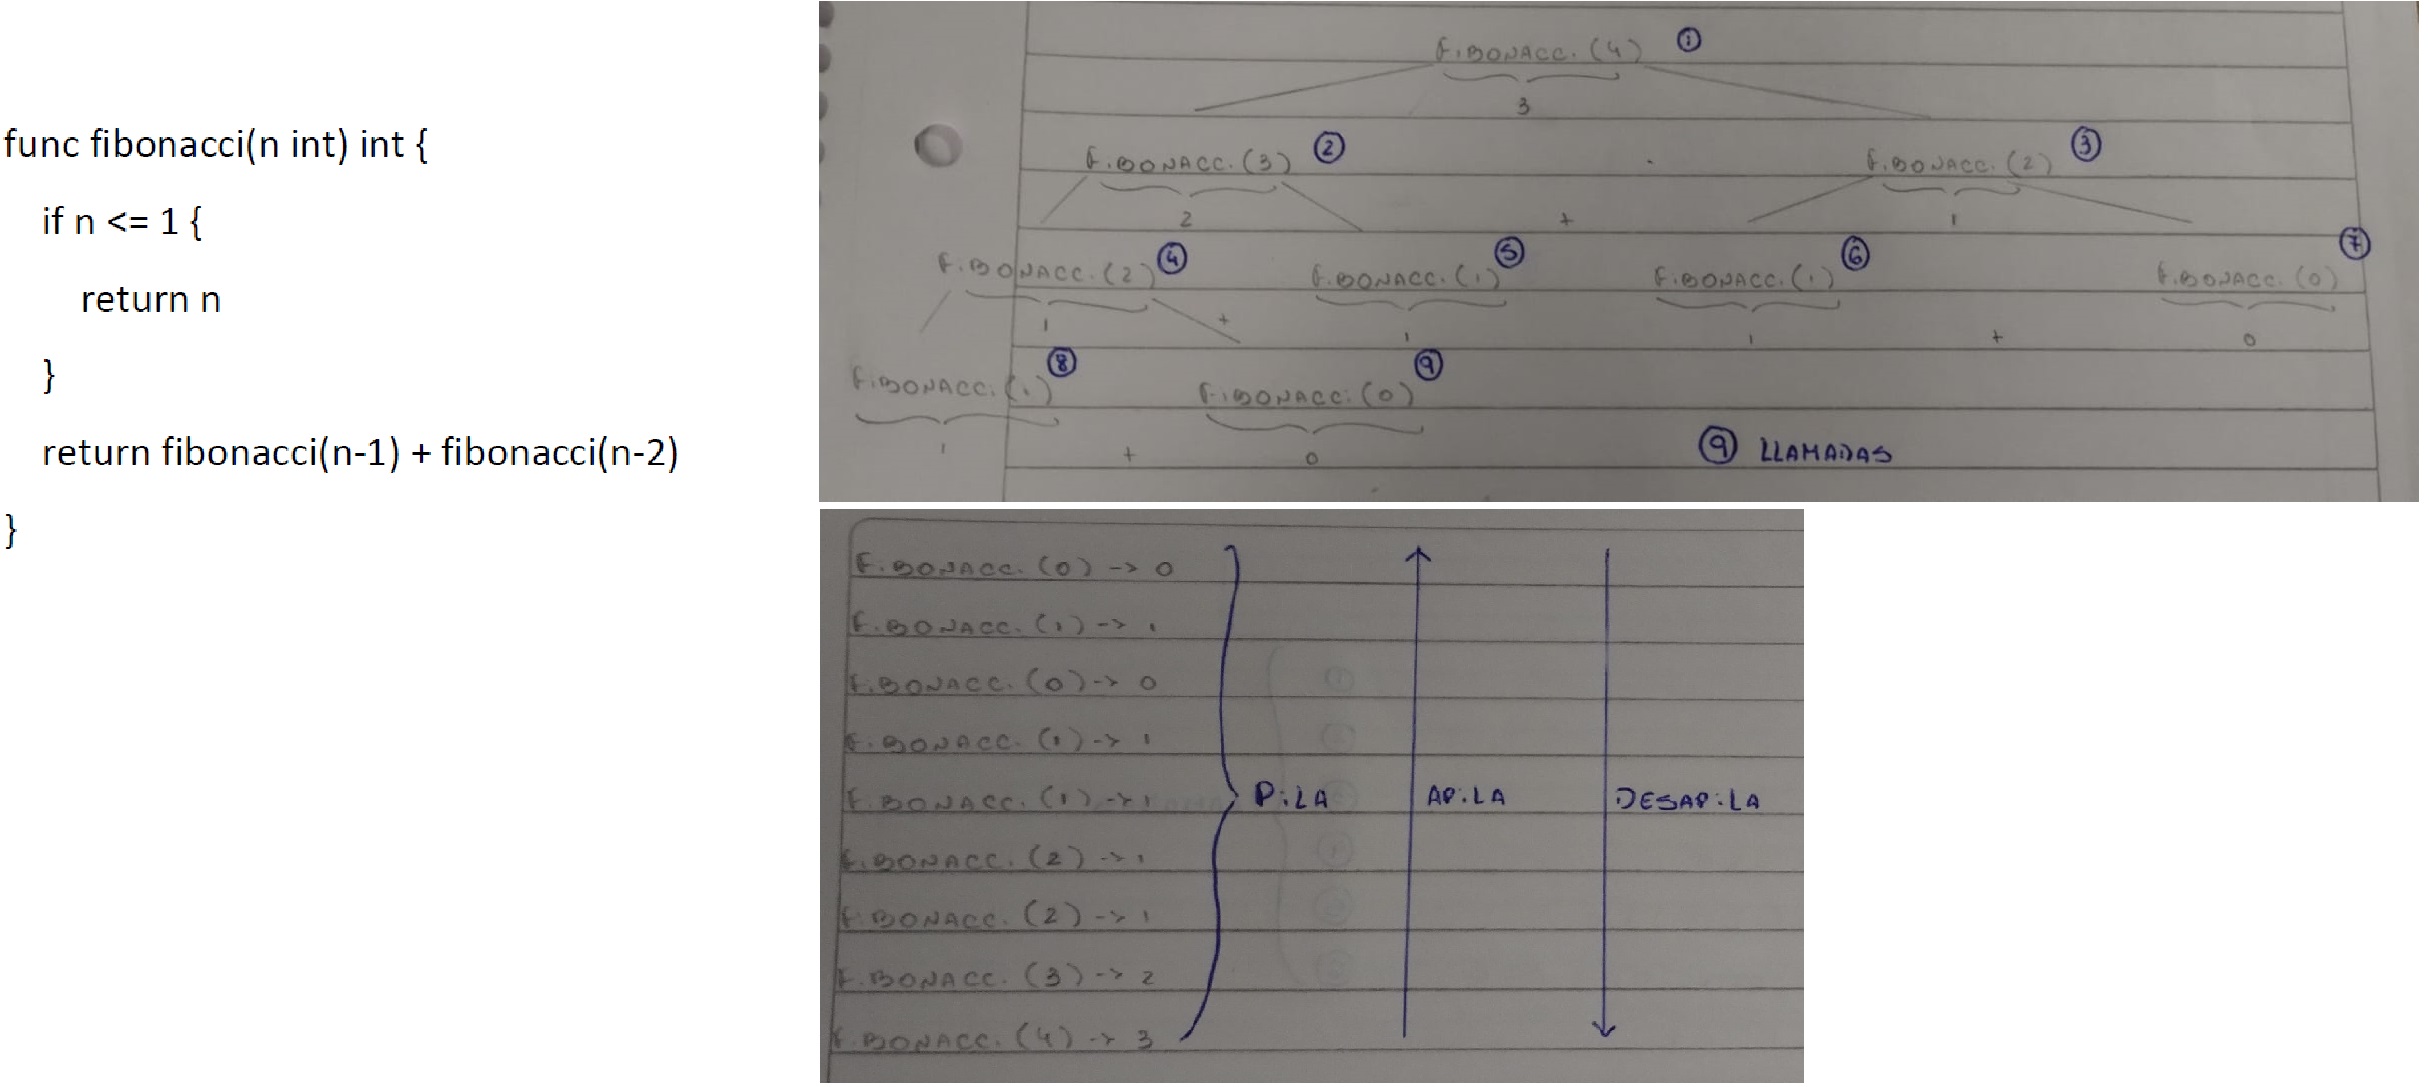 func fibonacci(n int) int {
if n <= 1 {
return n
}
return fibonacci(n-1) + fibonacci(n-2)
}
FiBONACCi (4) ①
3
FiBONACCi (3) ② FiBONACCi (2) ③
2 + 1
FiBONACCi (2) ④ FiBONACCi (1) ⑤ FiBONACCi (1) ⑥ FiBONACCi (0) ⑦
1 + 1 1 + 0
FiBONACCi (1) ⑧ FiBONACCi (0) ⑨
1 + 0
⑨ LLAMADAS
FiBONACCi (0) -> 0
FiBONACCi (1) -> 1
FiBONACCi (0) -> 0
FiBONACCi (1) -> 1
FiBONACCi (1) -> 1 PiLA APiLA DESAPiLA
FiBONACCi (2) -> 1
FiBONACCi (2) -> 1
FiBONACCi (3) -> 2
FiBONACCi (4) -> 3